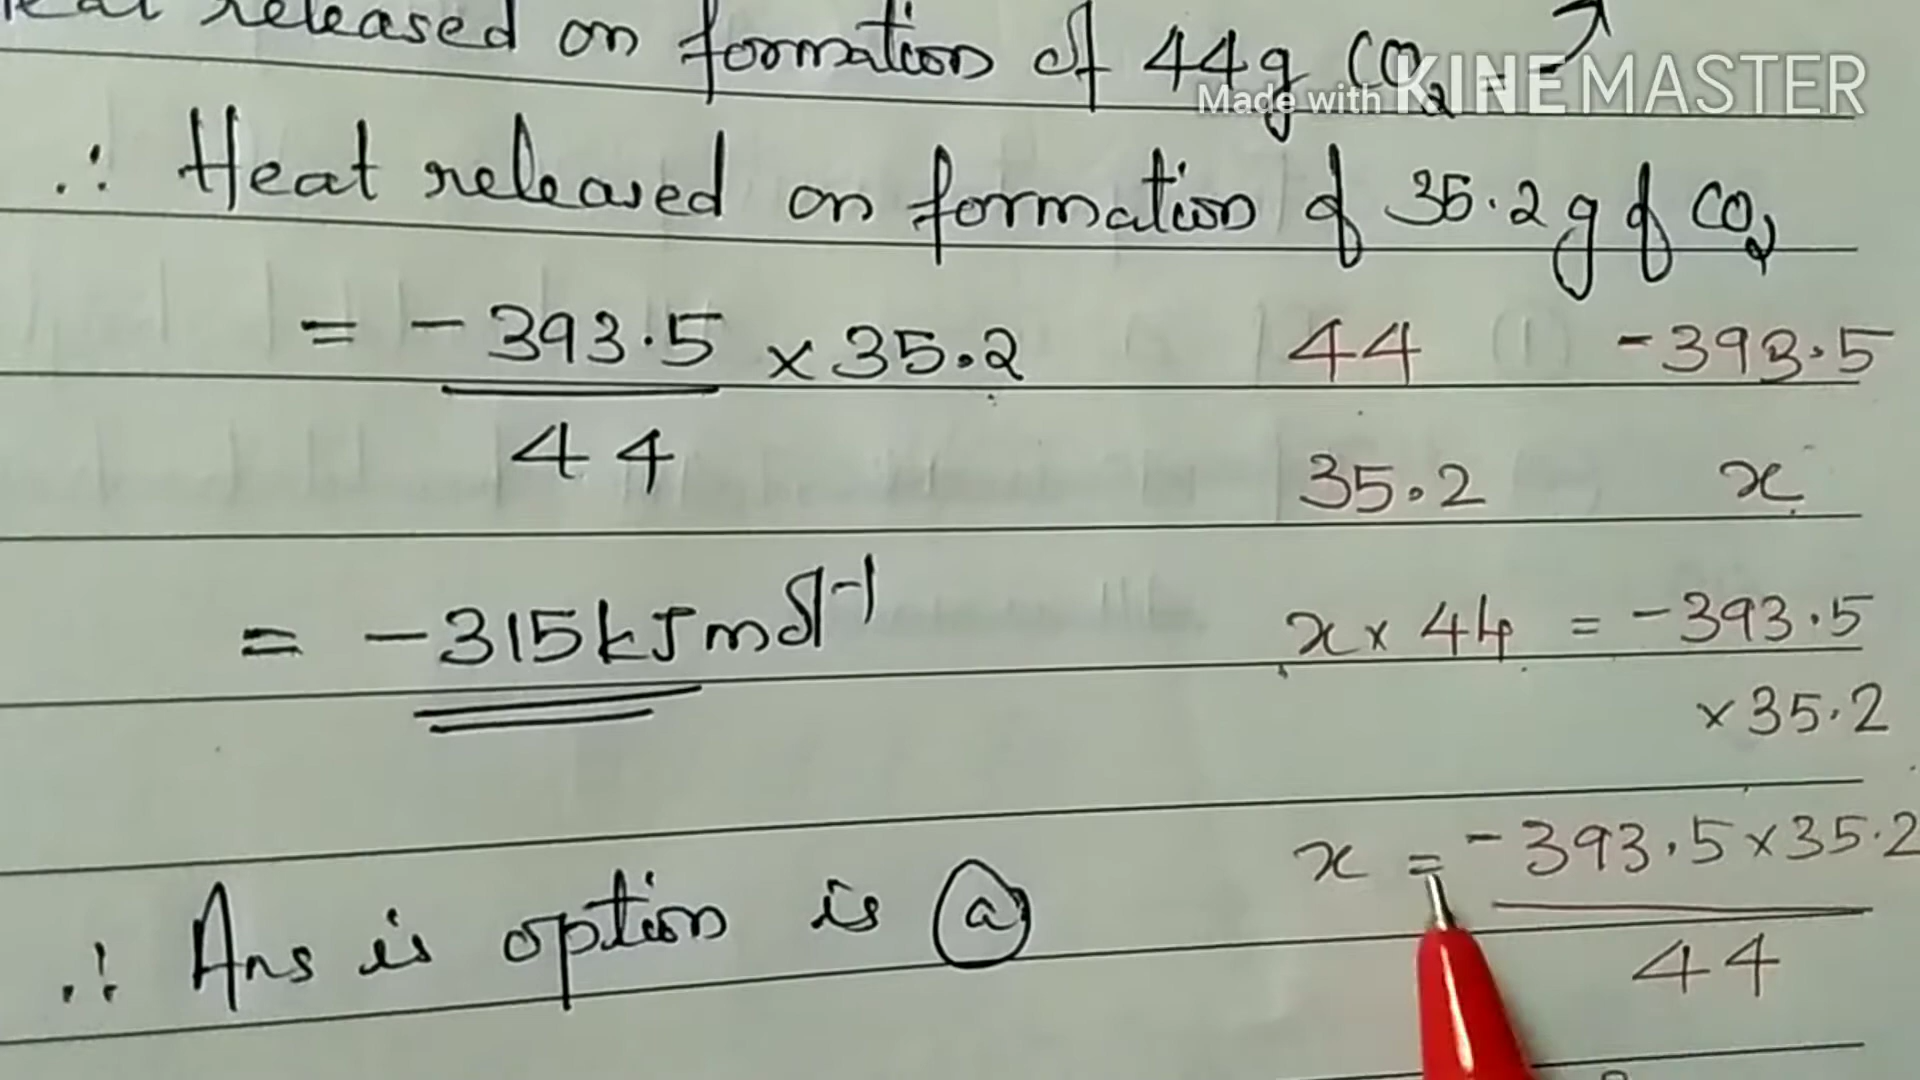 released on formation of 44g CO₂ = -
Made with KINEMASTER
∴ Heat released on formation of 35.2g of CO₂
= -393.5 × 35.2
44
44 -393.5
35.2 x
= -315kJmol⁻¹
x × 44 = -393.5
×35.2
x = -393.5×35.2
44
∴ Ans is option is (a)